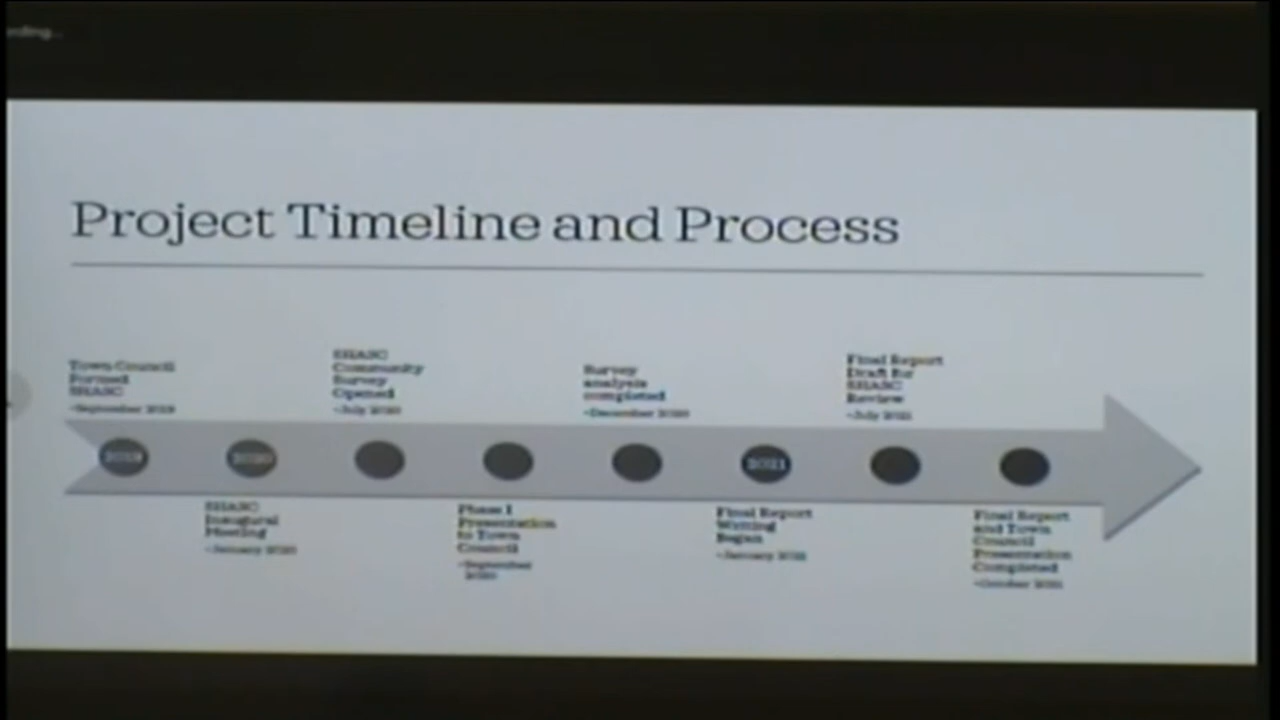 Project Timeline and Process
Town Council
Formed
SHASC
-September 2019
SHASC
Community
Survey
Opened
-July 2020
Survey
analysis
completed
-December 2020
Final Report
Draft for
SHASC
Review
-July 2021
2019
2020
2021
SHASC
Inaugural
Meeting
-January 2020
Phase I
Presentation
to Town
Council
-September
2020
Final Report
Writing
Began
-January 2021
Final Report
and Town
Council
Presentation
Completed
-October 2021